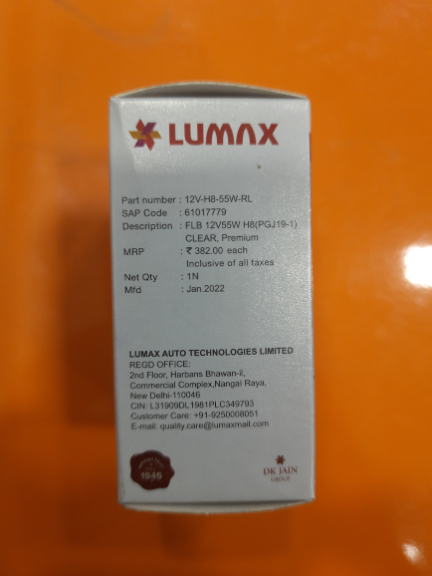 LUMAX
Part number : 12V-H8-55W-RL
SAP Code : 61017779
Description : FLB 12V55W H8(PGJ19-1)
CLEAR, Premium
MRP : ₹ 382.00 each
Inclusive of all taxes
Net Qty : 1N
Mfd : Jan.2022
LUMAX AUTO TECHNOLOGIES LIMITED
REGD OFFICE:
2nd Floor, Harbans Bhawan-II,
Commercial Complex,Nangal Raya,
New Delhi-110046
CIN: L31909DL1981PLC349793
Customer Care: +91-9250008051
E-mail: quality.care@lumaxmail.com
1945
DK JAIN
GROUP